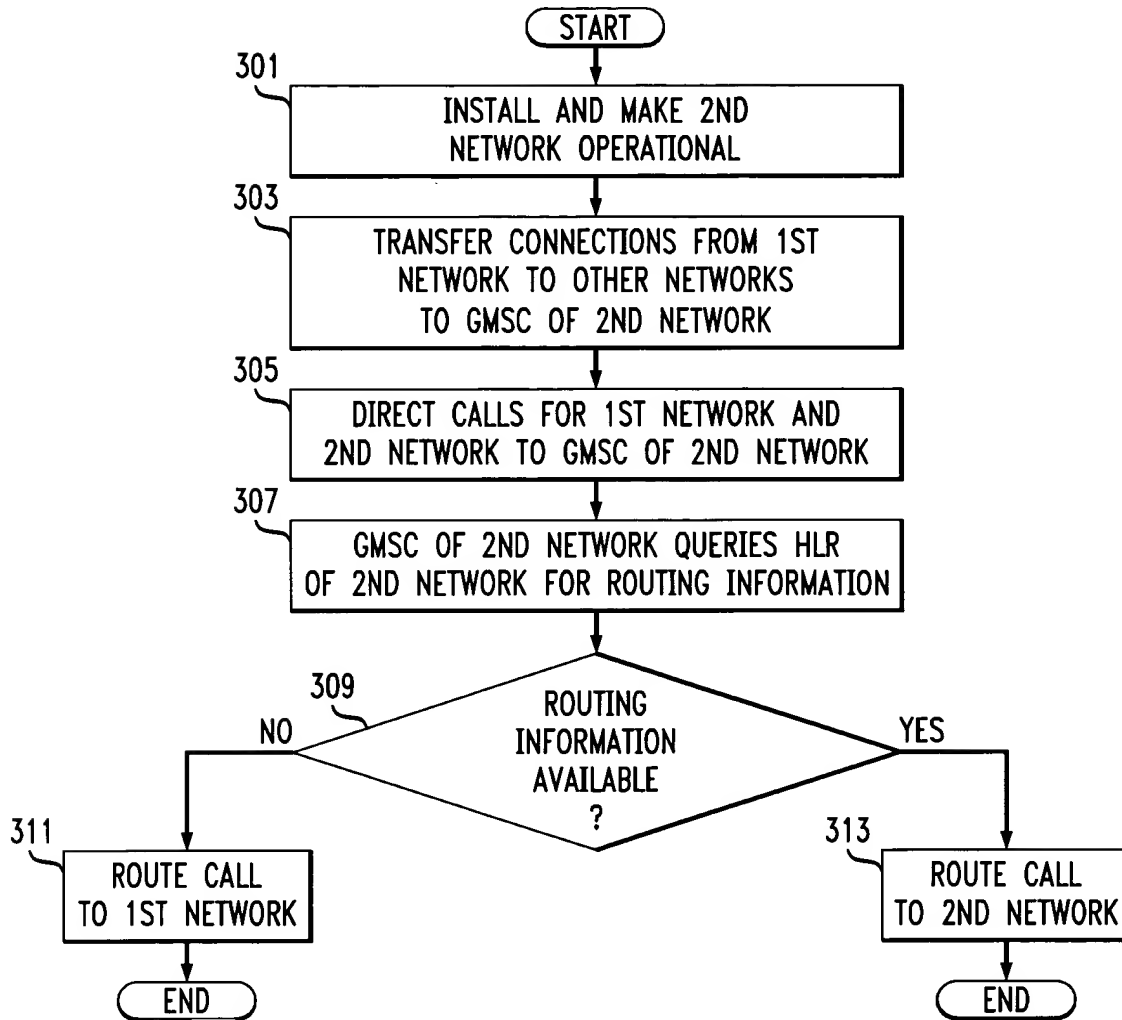 START
301
INSTALL AND MAKE 2ND
NETWORK OPERATIONAL
303
TRANSFER CONNECTIONS FROM 1ST
NETWORK TO OTHER NETWORKS
TO GMSC OF 2ND NETWORK
305
DIRECT CALLS FOR 1ST NETWORK AND
2ND NETWORK TO GMSC OF 2ND NETWORK
307
GMSC OF 2ND NETWORK QUERIES HLR
OF 2ND NETWORK FOR ROUTING INFORMATION
309
ROUTING
INFORMATION
AVAILABLE
?
NO
YES
311
ROUTE CALL
TO 1ST NETWORK
END
313
ROUTE CALL
TO 2ND NETWORK
END